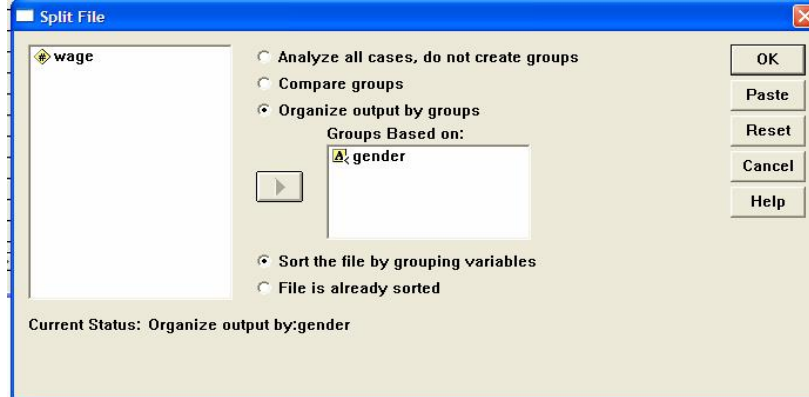 Split File
wage
Analyze all cases, do not create groups
Compare groups
Organize output by groups
Groups Based on:
gender
Sort the file by grouping variables
File is already sorted
Current Status: Organize output by:gender
OK
Paste
Reset
Cancel
Help